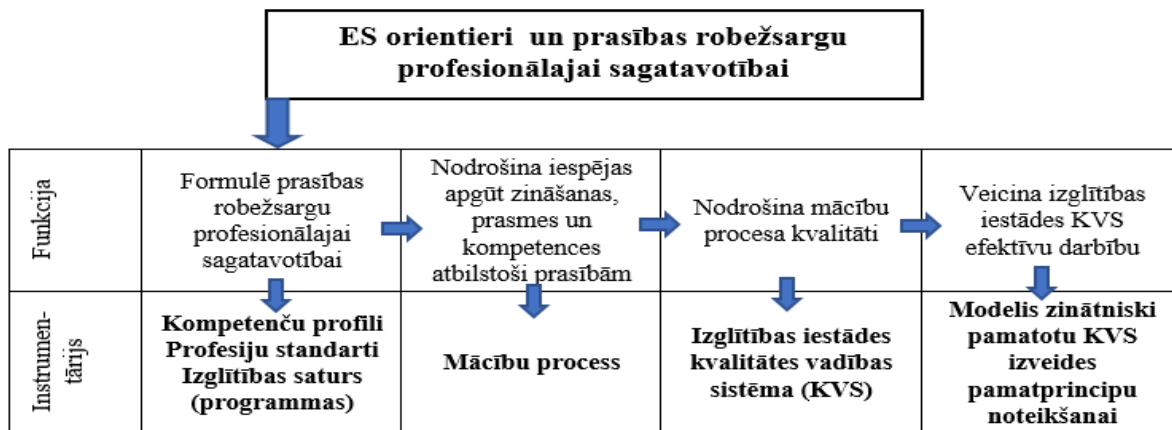 ES orientieri un prasības robežsargu
profesionālajai sagatavotībai
Funkcija
Formulē prasības
robežsargu
profesionālajai
sagatavotībai
Nodrošina iespējas
apgūt zināšanas,
prasmes un
kompetences
atbilstoši prasībām
Nodrošina mācību
procesa kvalitāti
Veicina izglītības
iestādes KVS
efektīvu darbību
Instrumen-
tārijs
Kompetenču profili
Profesiju standarti
Izglītības saturs
(programmas)
Mācību process
Izglītības iestādes
kvalitātes vadības
sistēma (KVS)
Modelis zinātniski
pamatotu KVS
izveides
pamatprincipu
noteikšanai